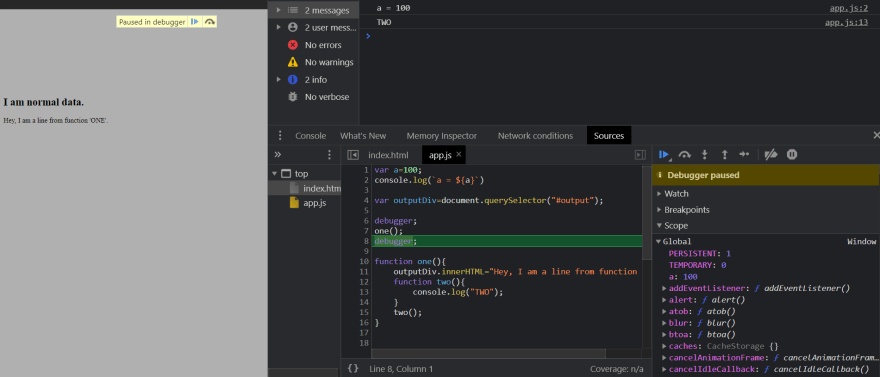 Paused in debugger
I am normal data.
Hey, I am a line from function 'ONE'.
2 messages
2 user mess...
No errors
No warnings
2 info
No verbose
a = 100 app.js:2
TWO app.js:13
Console What's New Memory Inspector Network conditions Sources
index.html app.js
top
index.htm
app.js
1 var a=100;
2 console.log(`a = ${a}`)
3
4 var outputDiv=document.querySelector("#output");
5
6 debugger;
7 one();
8 debugger;
9
10 function one(){
11 outputDiv.innerHTML="Hey, I am a line from function
12 function two(){
13 console.log("TWO");
14 }
15 two();
16 }
17
18
{} Line 8, Column 1 Coverage: n/a
Debugger paused
Watch
Breakpoints
Scope
Global Window
PERSISTENT: 1
TEMPORARY: 0
a: 100
addEventListener: ƒ addEventListener()
alert: ƒ alert()
atob: ƒ atob()
blur: ƒ blur()
btoa: ƒ btoa()
caches: CacheStorage {}
cancelAnimationFrame: ƒ cancelAnimationFram...
cancelIdleCallback: ƒ cancelIdleCallback()